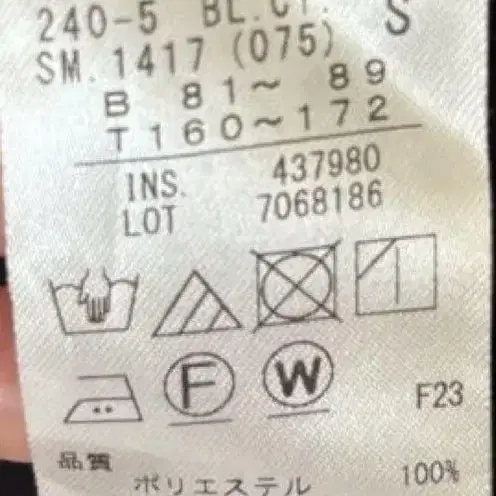 240-5 BL.CT. S
SM. 1417 (075)
B 81～ 89
T 160～172
INS. 437980
LOT 7068186
F W F23
品質
ポリエステル 100%